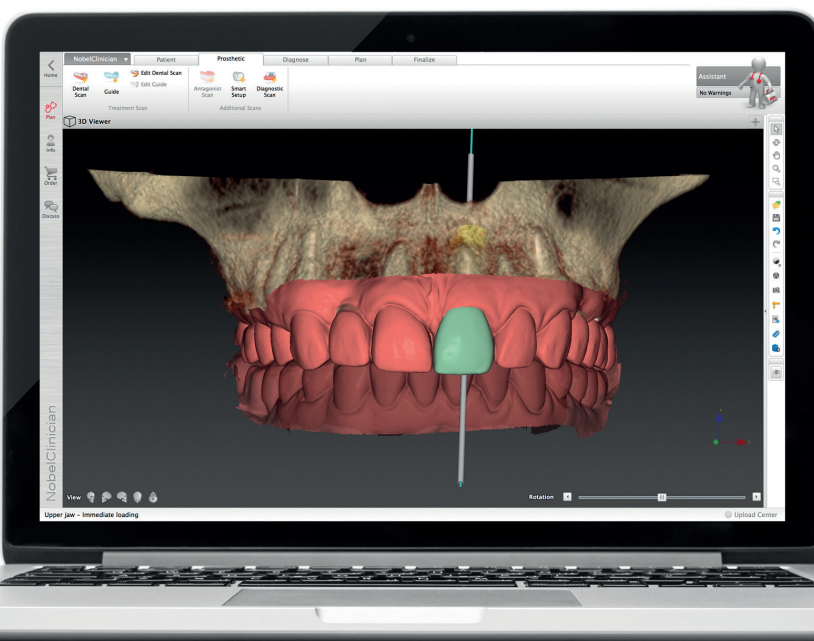 NobelClinician
Patient
Prosthetic
Diagnose
Plan
Finalize
Home
Dental Scan
Guide
Edit Dental Scan
Edit Guide
Antagonist Scan
Smart Setup
Diagnostic Scan
Treatment Scan
Additional Scans
Assistant
No Warnings
3D Viewer
Plan
Info
Order
Discuss
NobelClinician
View
Rotation
Upper jaw – Immediate loading
Upload Center